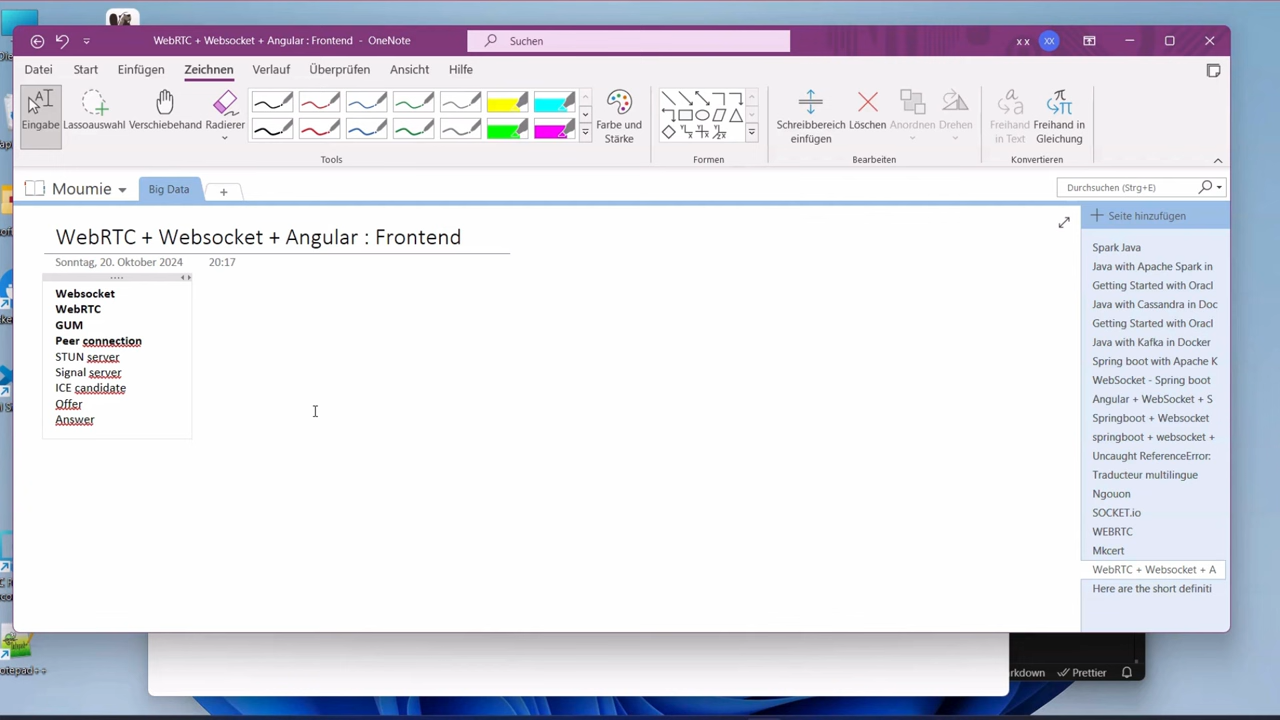 WebRTC + Websocket + Angular : Frontend - OneNote
Suchen
x x
XX
Datei
Start
Einfügen
Zeichnen
Verlauf
Überprüfen
Ansicht
Hilfe
Eingabe
Lassoauswahl
Verschiebehand
Radierer
Farbe und
Stärke
Schreibbereich
einfügen
Löschen
Anordnen
Drehen
Freihand
in Text
Freihand in
Gleichung
Tools
Formen
Bearbeiten
Konvertieren
Moumie
Big Data
Durchsuchen (Strg+E)
WebRTC + Websocket + Angular : Frontend
Sonntag, 20. Oktober 2024 20:17
Websocket
WebRTC
GUM
Peer connection
STUN server
Signal server
ICE candidate
Offer
Answer
Seite hinzufügen
Spark Java
Java with Apache Spark in
Getting Started with Oracl
Java with Cassandra in Doc
Getting Started with Oracl
Java with Kafka in Docker
Spring boot with Apache K
WebSocket - Spring boot
Angular + WebSocket + S
Springboot + Websocket
springboot + websocket +
Uncaught ReferenceError:
Traducteur multilingue
Ngouon
SOCKET.io
WEBRTC
Mkcert
WebRTC + Websocket + A
Here are the short definiti
otepad++
rkdown
Prettier